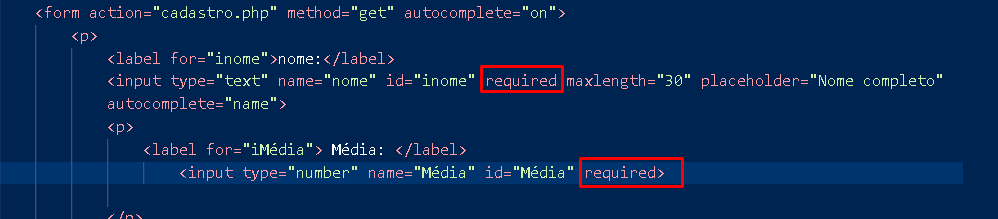 <form action="cadastro.php" method="get" autocomplete="on">
<p>
<label for="inome">nome:</label>
<input type="text" name="nome" id="inome" required maxlength="30" placeholder="Nome completo"
autocomplete="name">
<p>
<label for="iMédia"> Média: </label>
<input type="number" name="Média" id="Média" required>
</p>